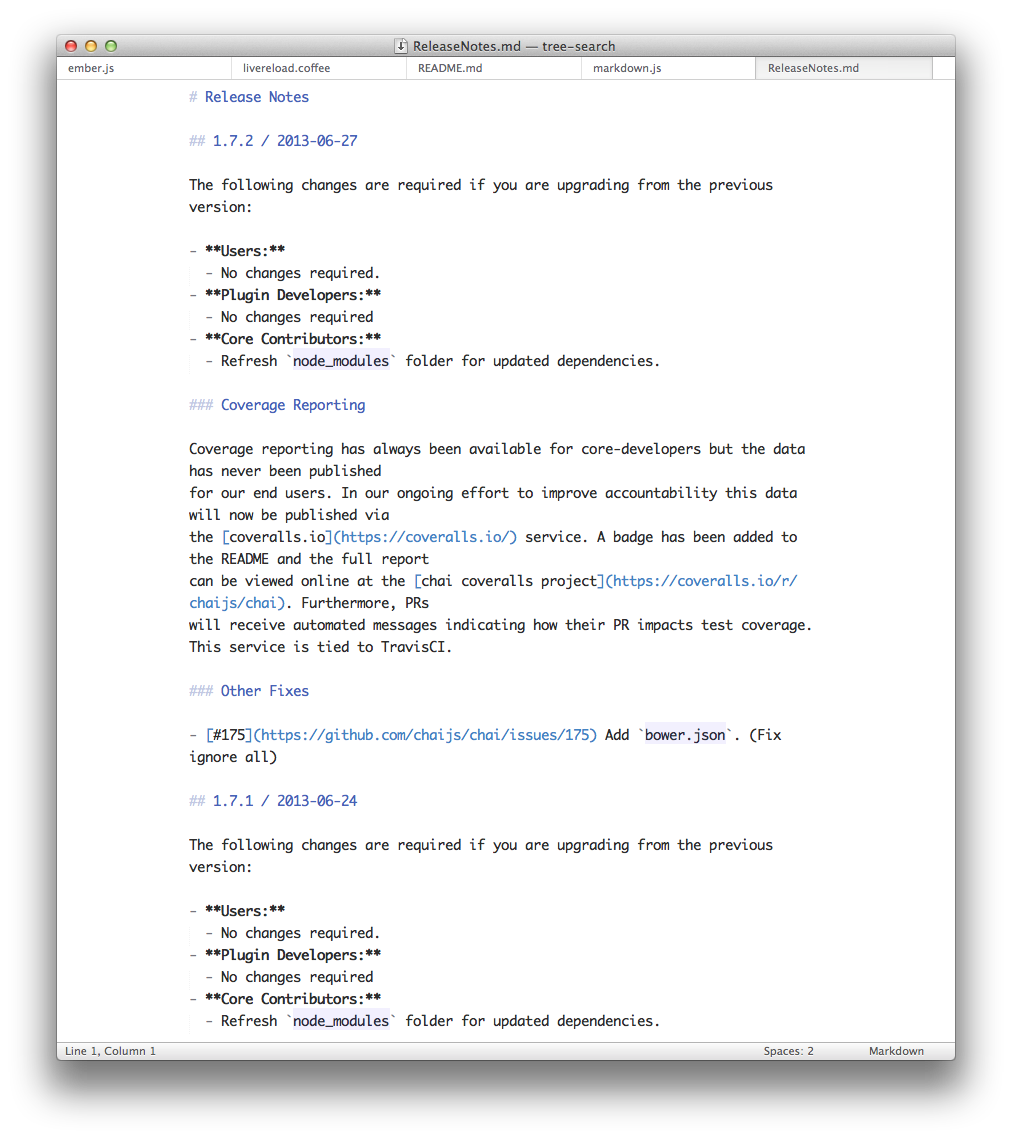 ReleaseNotes.md — tree-search
ember.js
livereload.coffee
README.md
markdown.js
ReleaseNotes.md
# Release Notes
## 1.7.2 / 2013-06-27
The following changes are required if you are upgrading from the previous
version:
- **Users:**
- No changes required.
- **Plugin Developers:**
- No changes required
- **Core Contributors:**
- Refresh `node_modules` folder for updated dependencies.
### Coverage Reporting
Coverage reporting has always been available for core-developers but the data
has never been published
for our end users. In our ongoing effort to improve accountability this data
will now be published via
the [coveralls.io](https://coveralls.io/) service. A badge has been added to
the README and the full report
can be viewed online at the [chai coveralls project](https://coveralls.io/r/
chaijs/chai). Furthermore, PRs
will receive automated messages indicating how their PR impacts test coverage.
This service is tied to TravisCI.
### Other Fixes
- [#175](https://github.com/chaijs/chai/issues/175) Add `bower.json`. (Fix
ignore all)
## 1.7.1 / 2013-06-24
The following changes are required if you are upgrading from the previous
version:
- **Users:**
- No changes required.
- **Plugin Developers:**
- No changes required
- **Core Contributors:**
- Refresh `node_modules` folder for updated dependencies.
Line 1, Column 1
Spaces: 2
Markdown